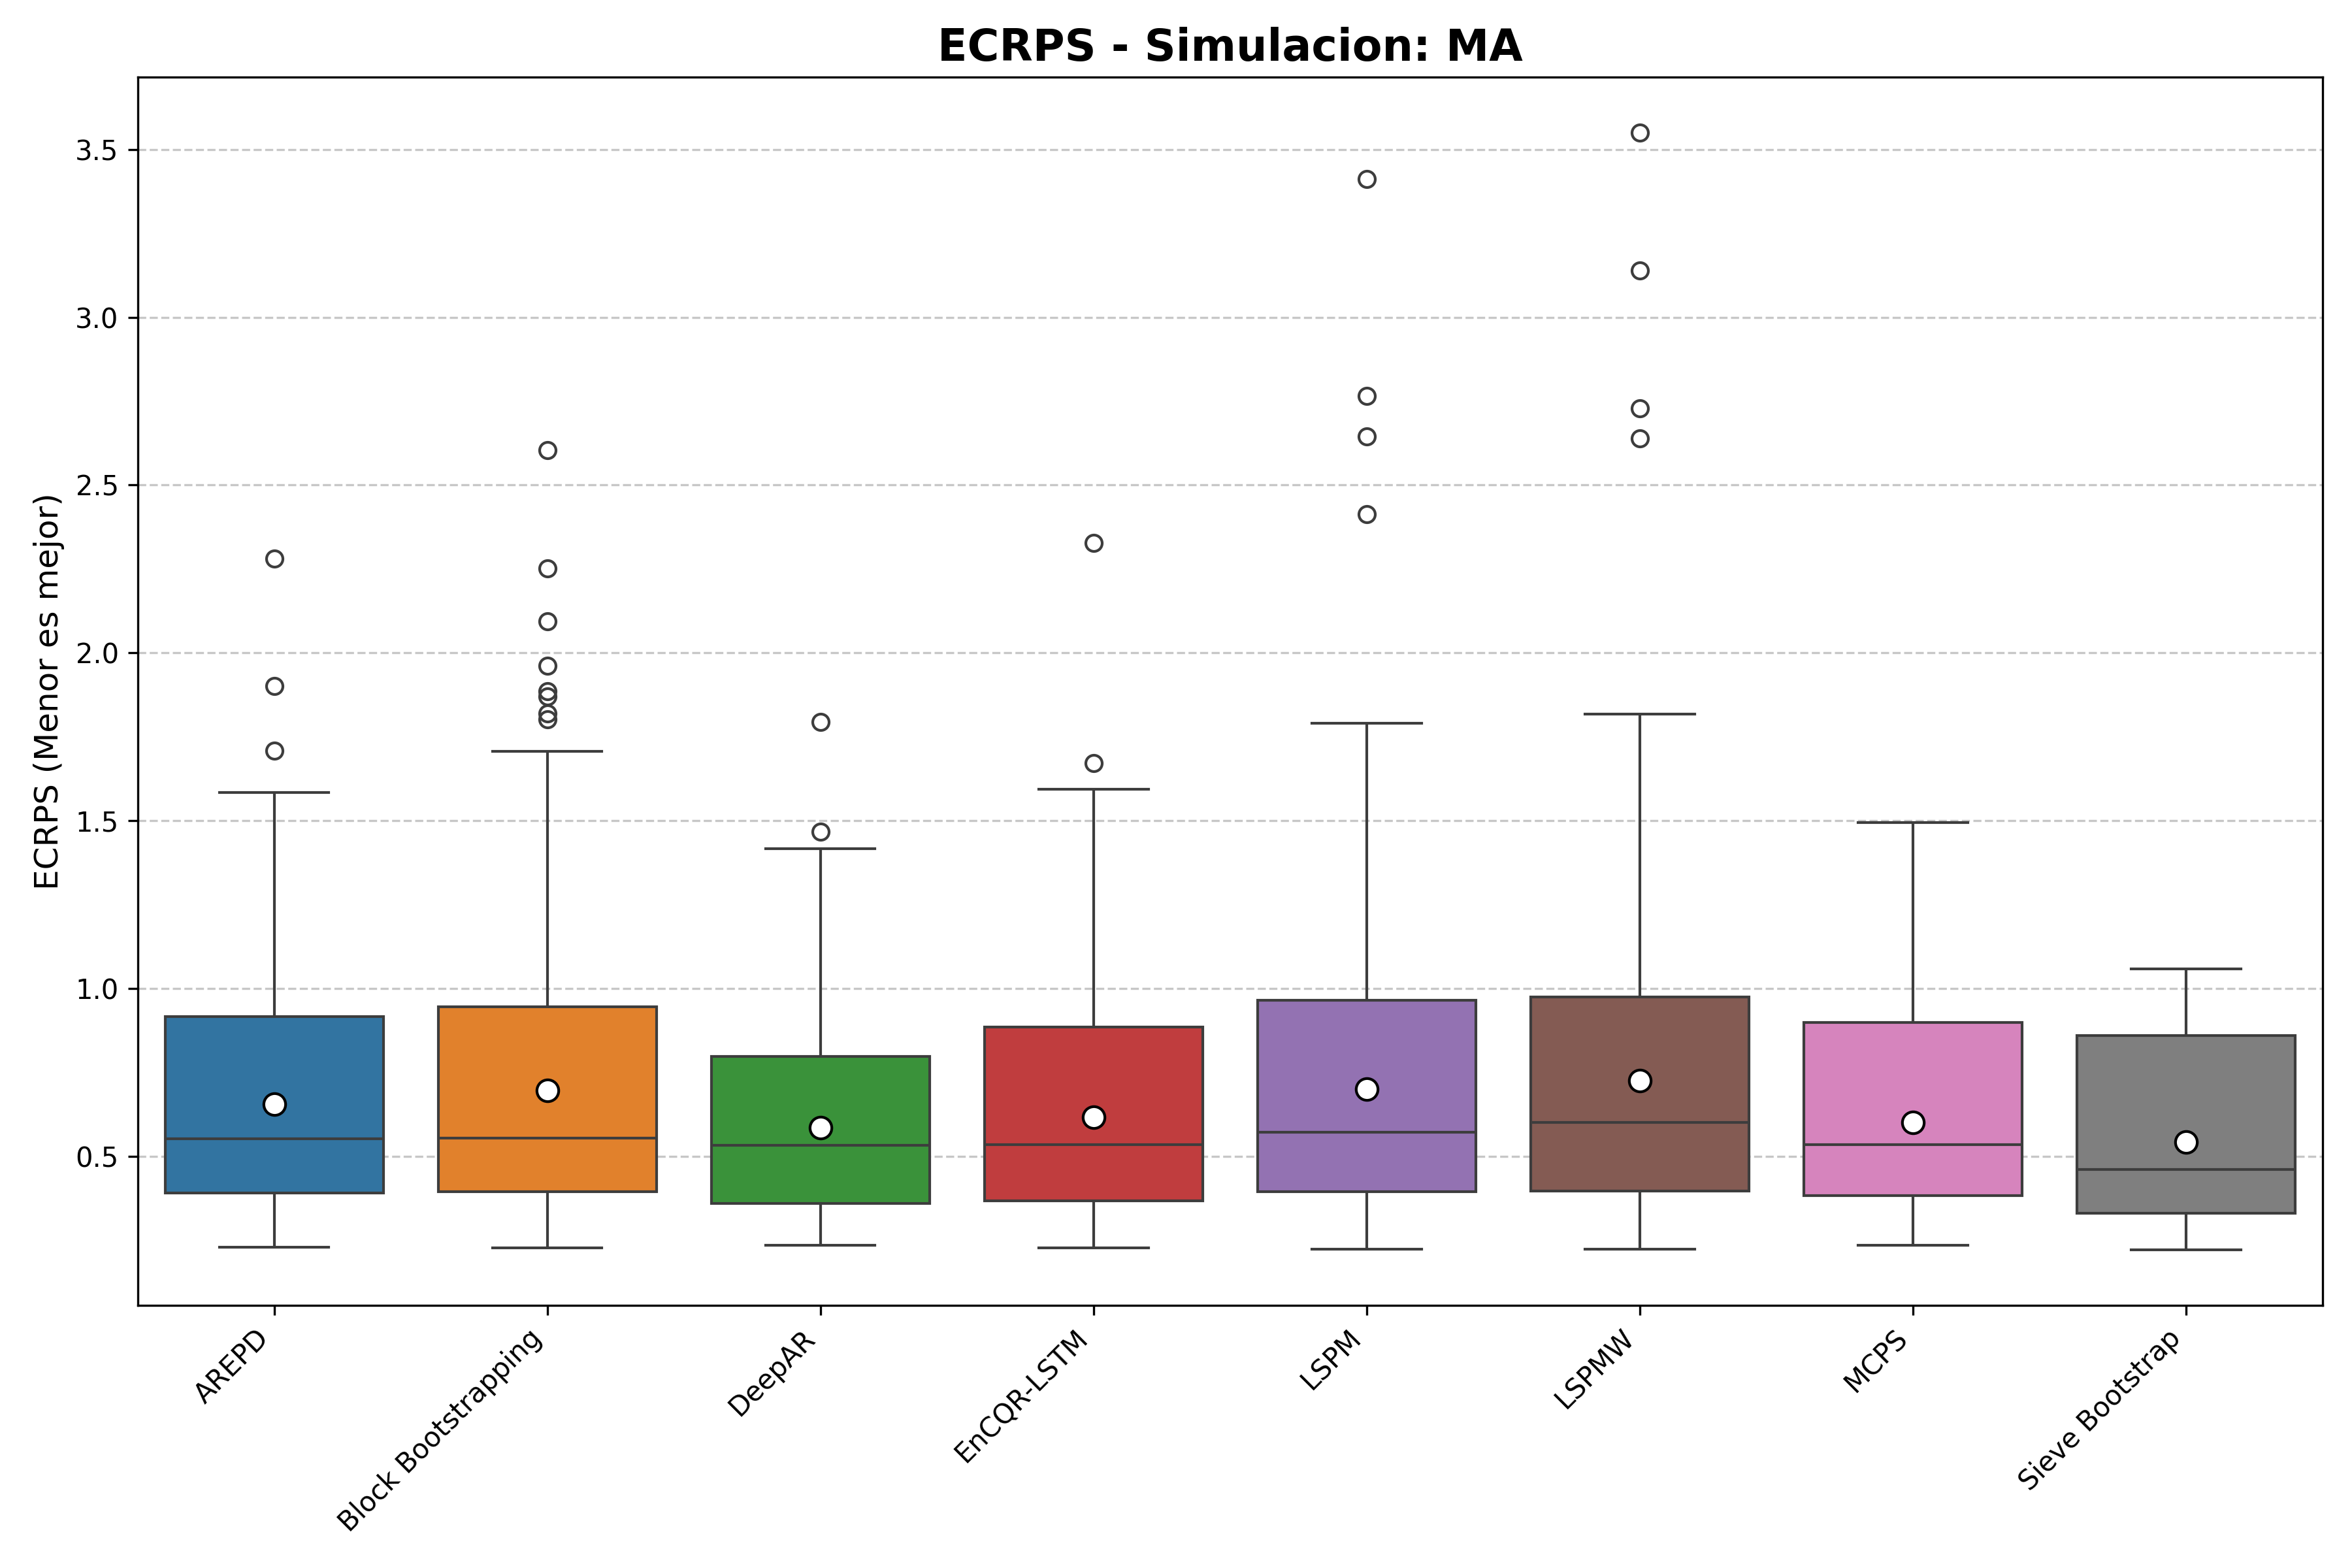 ECRPS - Simulacion: MA
ECRPS (Menor es mejor)
3.5
3.0
2.5
2.0
1.5
1.0
0.5
AREPD
Block Bootstrapping
DeepAR
EnCQR-LSTM
LSPM
LSPMW
MCPS
Sieve Bootstrap